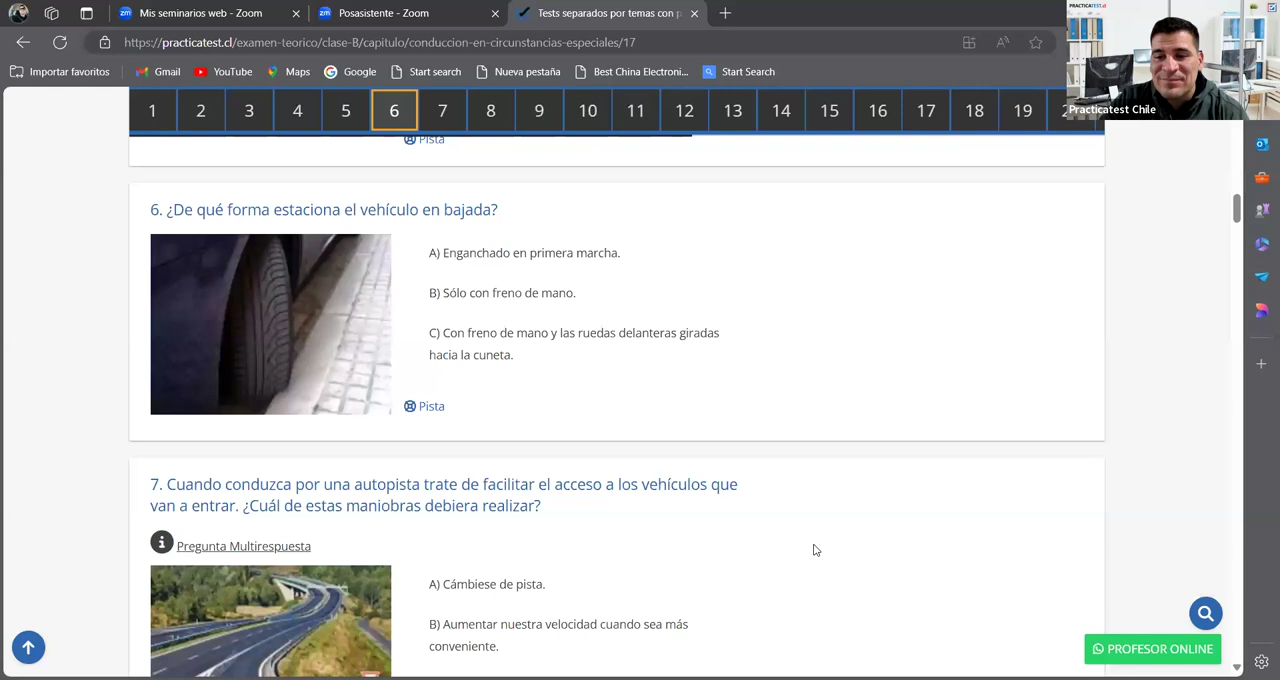 Mis seminarios web - Zoom
Posasistente - Zoom
Tests separados por temas con p
https://practicatest.cl/examen-teorico/clase-B/capitulo/conduccion-en-circunstancias-especiales/17
Importar favoritos
Gmail
YouTube
Maps
Google
Start search
Nueva pestaña
Best China Electroni...
Start Search
PRACTICATEST.cl
Practicatest Chile
1 2 3 4 5 6 7 8 9 10 11 12 13 14 15 16 17 18 19
Pista
6. ¿De qué forma estaciona el vehículo en bajada?
A) Enganchado en primera marcha.
B) Sólo con freno de mano.
C) Con freno de mano y las ruedas delanteras giradas
hacia la cuneta.
Pista
7. Cuando conduzca por una autopista trate de facilitar el acceso a los vehículos que
van a entrar. ¿Cuál de estas maniobras debiera realizar?
Pregunta Multirespuesta
A) Cámbiese de pista.
B) Aumentar nuestra velocidad cuando sea más
conveniente.
PROFESOR ONLINE